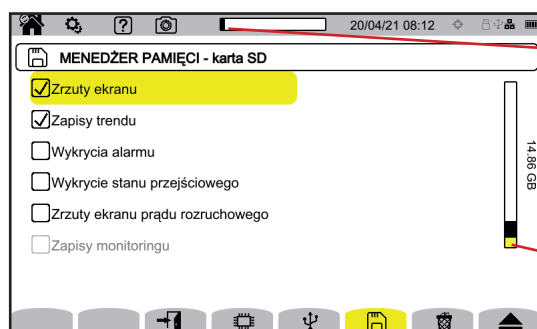 20/04/21 08:12
MENEDŻER PAMIĘCI - karta SD
Zrzuty ekranu
Zapisy trendu
Wykrycia alarmu
Wykrycie stanu przejściowego
Zrzuty ekranu prądu rozruchowego
Zapisy monitoringu
14.86 GB